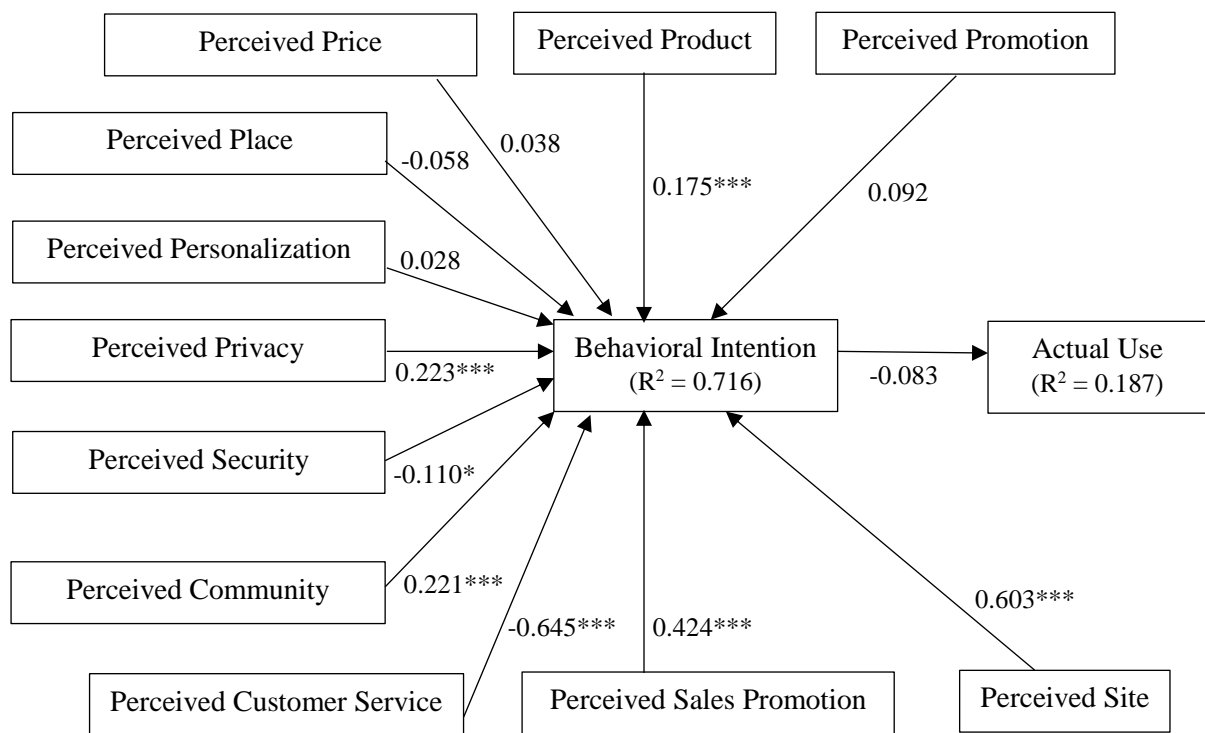 Perceived Price
Perceived Product
Perceived Promotion
Perceived Place
-0.058
0.038
0.175***
0.092
Perceived Personalization
0.028
Perceived Privacy
0.223***
Behavioral Intention
(R² = 0.716)
-0.083
Actual Use
(R² = 0.187)
Perceived Security
-0.110*
Perceived Community
0.221***
-0.645***
0.424***
0.603***
Perceived Customer Service
Perceived Sales Promotion
Perceived Site